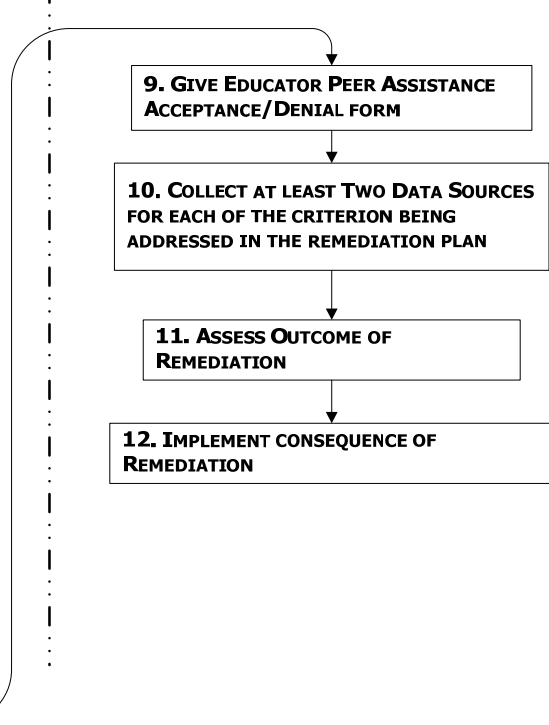 9. GIVE EDUCATOR PEER ASSISTANCE
ACCEPTANCE/DENIAL FORM
10. COLLECT AT LEAST TWO DATA SOURCES
FOR EACH OF THE CRITERION BEING
ADDRESSED IN THE REMEDIATION PLAN
11. ASSESS OUTCOME OF
REMEDIATION
12. IMPLEMENT CONSEQUENCE OF
REMEDIATION